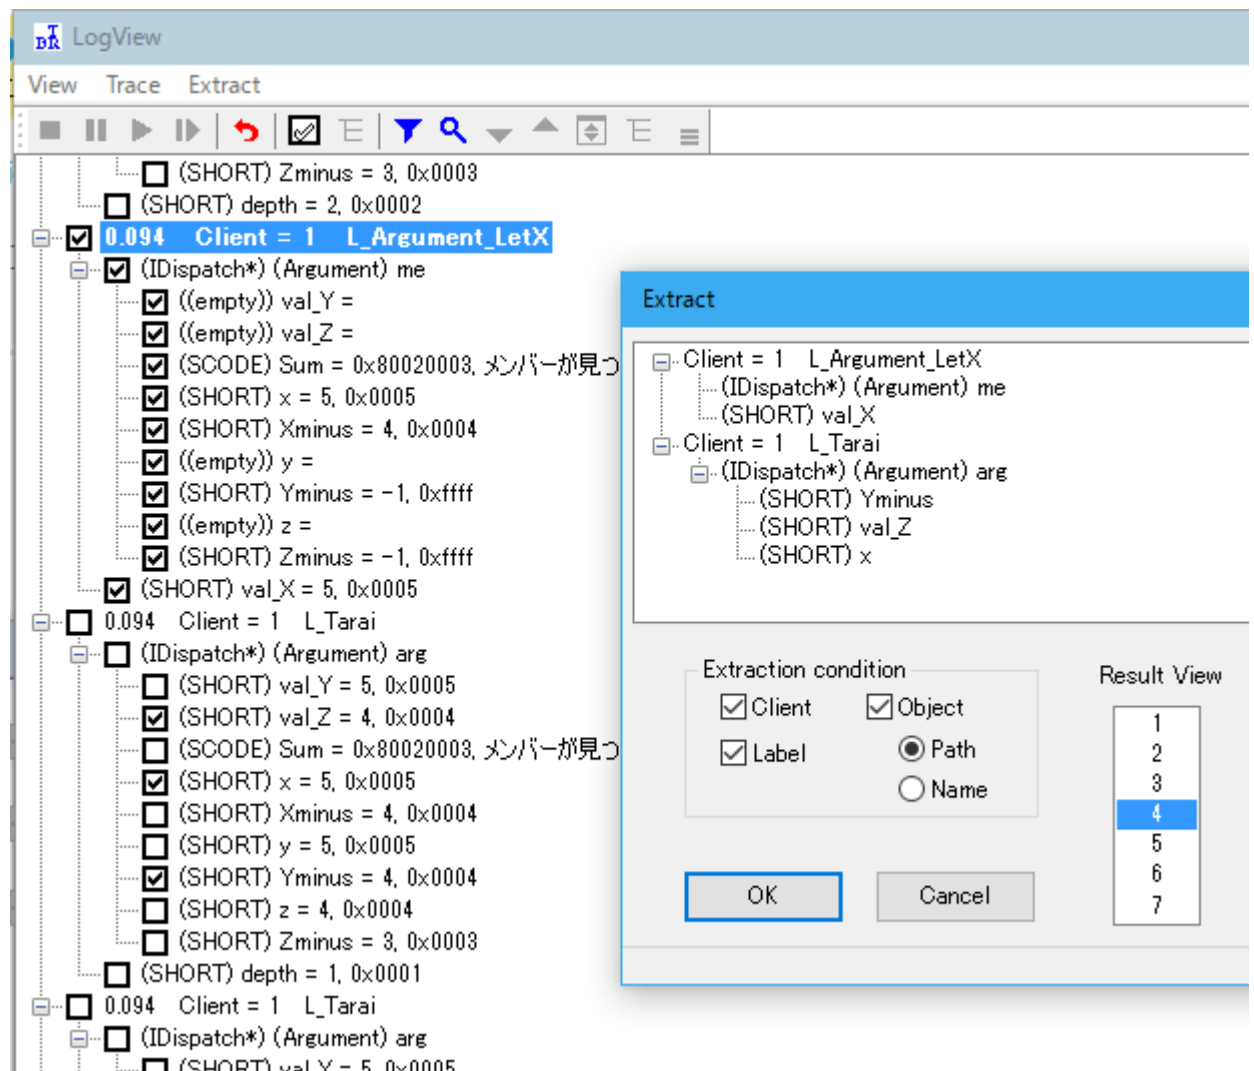 LogView
View Trace Extract
(SHORT) Zminus = 3, 0x0003
(SHORT) depth = 2, 0x0002
0.094 Client = 1 L_Argument_LetX
(IDispatch*) (Argument) me
((empty)) val_Y =
((empty)) val_Z =
(SCODE) Sum = 0x80020003, メンバーが見つ
(SHORT) x = 5, 0x0005
(SHORT) Xminus = 4, 0x0004
((empty)) y =
(SHORT) Yminus = -1, 0xffff
((empty)) z =
(SHORT) Zminus = -1, 0xffff
(SHORT) val_X = 5, 0x0005
0.094 Client = 1 L_Tarai
(IDispatch*) (Argument) arg
(SHORT) val_Y = 5, 0x0005
(SHORT) val_Z = 4, 0x0004
(SCODE) Sum = 0x80020003, メンバーが見つ
(SHORT) x = 5, 0x0005
(SHORT) Xminus = 4, 0x0004
(SHORT) y = 5, 0x0005
(SHORT) Yminus = 4, 0x0004
(SHORT) z = 4, 0x0004
(SHORT) Zminus = 3, 0x0003
(SHORT) depth = 1, 0x0001
0.094 Client = 1 L_Tarai
(IDispatch*) (Argument) arg
(SHORT) val_Y = 5, 0x0005
Extract
Client = 1 L_Argument_LetX
(IDispatch*) (Argument) me
(SHORT) val_X
Client = 1 L_Tarai
(IDispatch*) (Argument) arg
(SHORT) Yminus
(SHORT) val_Z
(SHORT) x
Extraction condition
Client
Object
Label
Path
Name
Result View
1
2
3
4
5
6
7
OK
Cancel